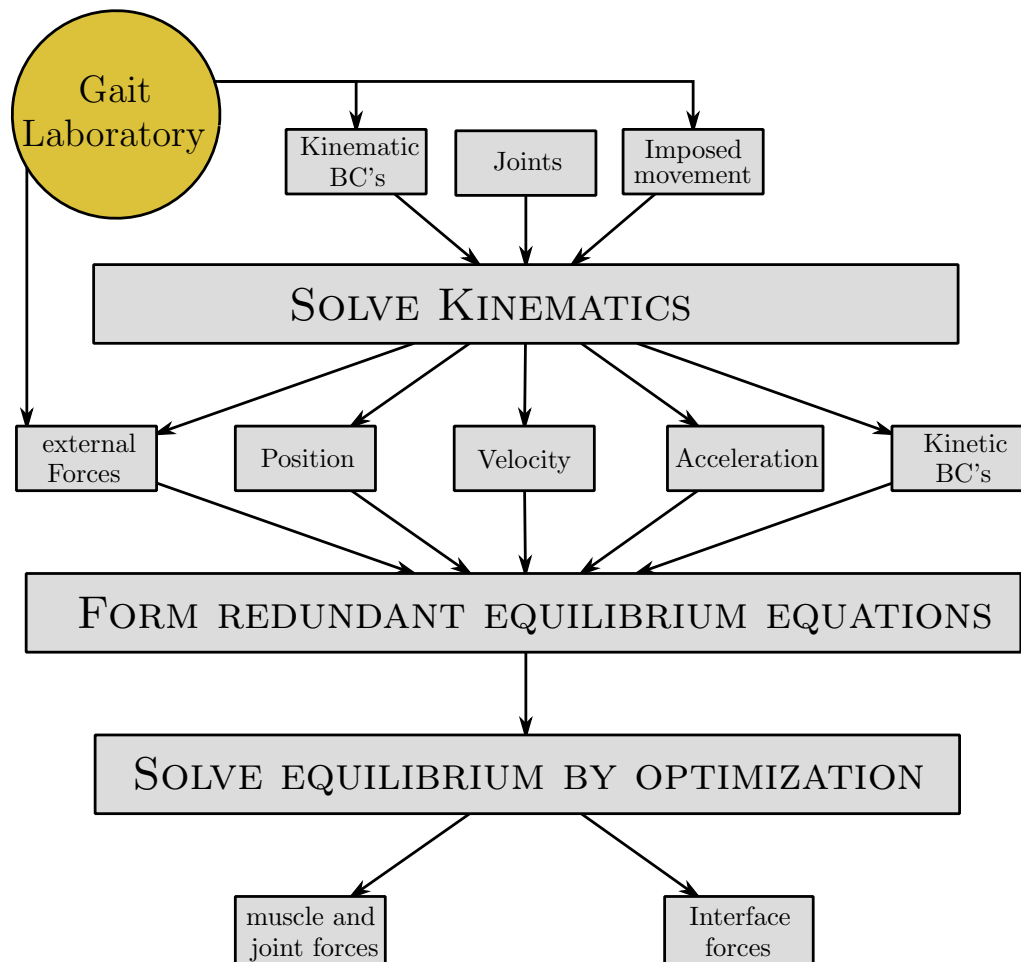 Gait
Laboratory
Kinematic
BC's
Joints
Imposed
movement
Solve Kinematics
external
Forces
Position
Velocity
Acceleration
Kinetic
BC's
Form redundant equilibrium equations
Solve equilibrium by optimization
muscle and
joint forces
Interface
forces